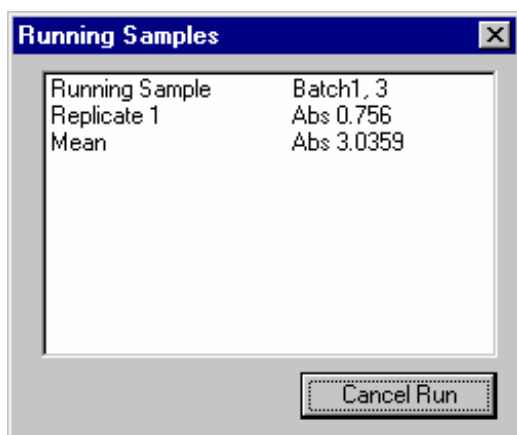 Running Samples
Running Sample Batch1, 3
Replicate 1 Abs 0.756
Mean Abs 3.0359
Cancel Run